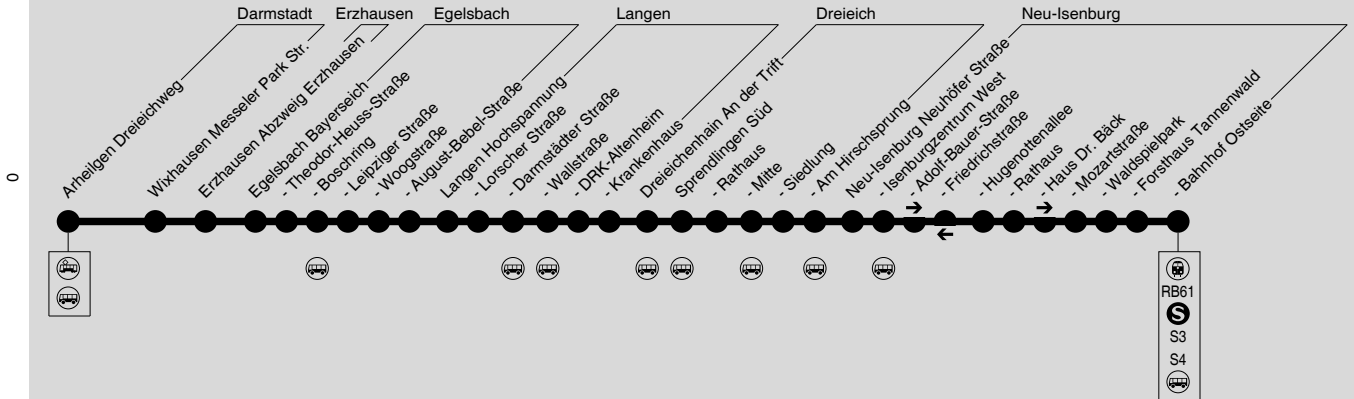 Darmstadt
Erzhausen
Egelsbach
Langen
Dreieich
Neu-Isenburg
Arheilgen Dreieichweg
Wixhausen Messeler Park Str.
Erzhausen Abzweig Erzhausen
Egelsbach Bayerseich
- Theodor-Heuss-Straße
- Boschring
- Leipziger Straße
- Woogstraße
- August-Bebel-Straße
Langen Hochspannung
- Lorscher Straße
- Darmstädter Straße
- Wallstraße
- DRK-Altenheim
- Krankenhaus
Dreieichenhain An der Trift
Sprendlingen Süd
- Rathaus
- Mitte
- Siedlung
- Am Hirschsprung
Neu-Isenburg Neuhöfer Straße
- Isenburgzentrum West
- Adolf-Bauer-Straße
- Friedrichstraße
- Hugenottenallee
- Rathaus
- Haus Dr. Bäck
- Mozartstraße
- Waldspielpark
- Forsthaus Tannenwald
- Bahnhof Ostseite
0
RB61
S
S3
S4